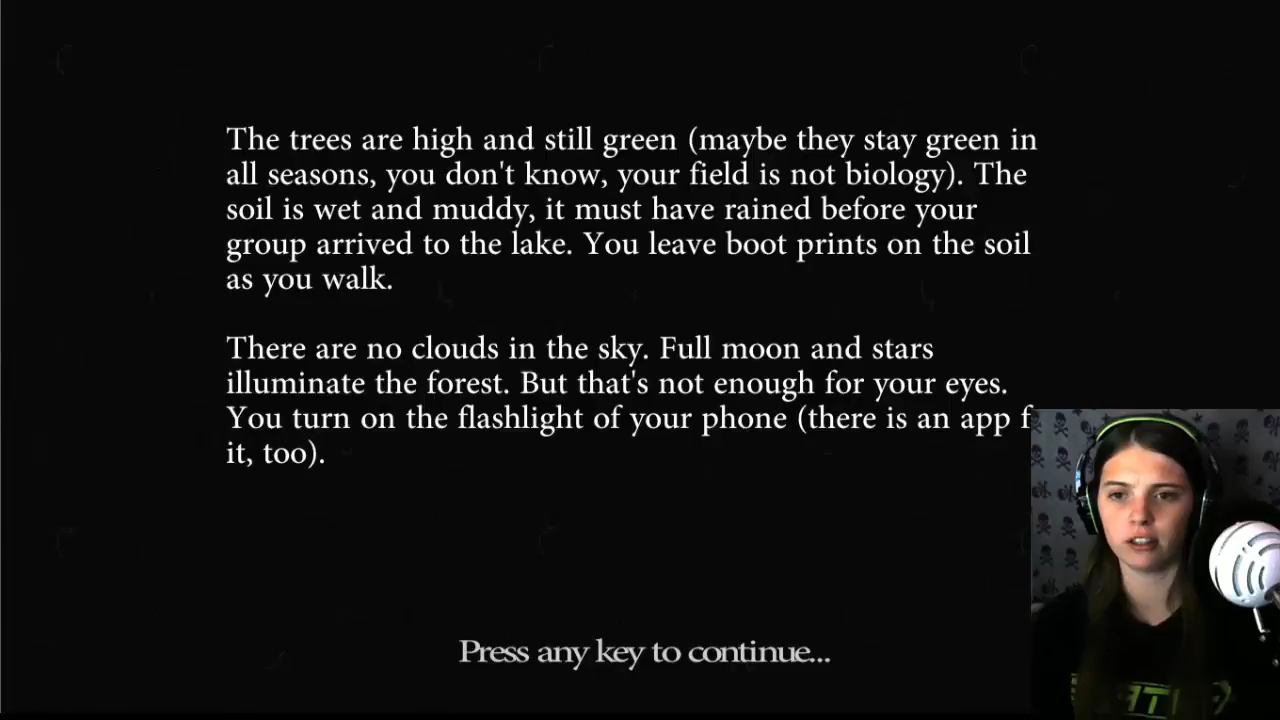 The trees are high and still green (maybe they stay green in
all seasons, you don't know, your field is not biology). The
soil is wet and muddy, it must have rained before your
group arrived to the lake. You leave boot prints on the soil
as you walk.
There are no clouds in the sky. Full moon and stars
illuminate the forest. But that's not enough for your eyes.
You turn on the flashlight of your phone (there is an app f
it, too).
Press any key to continue...